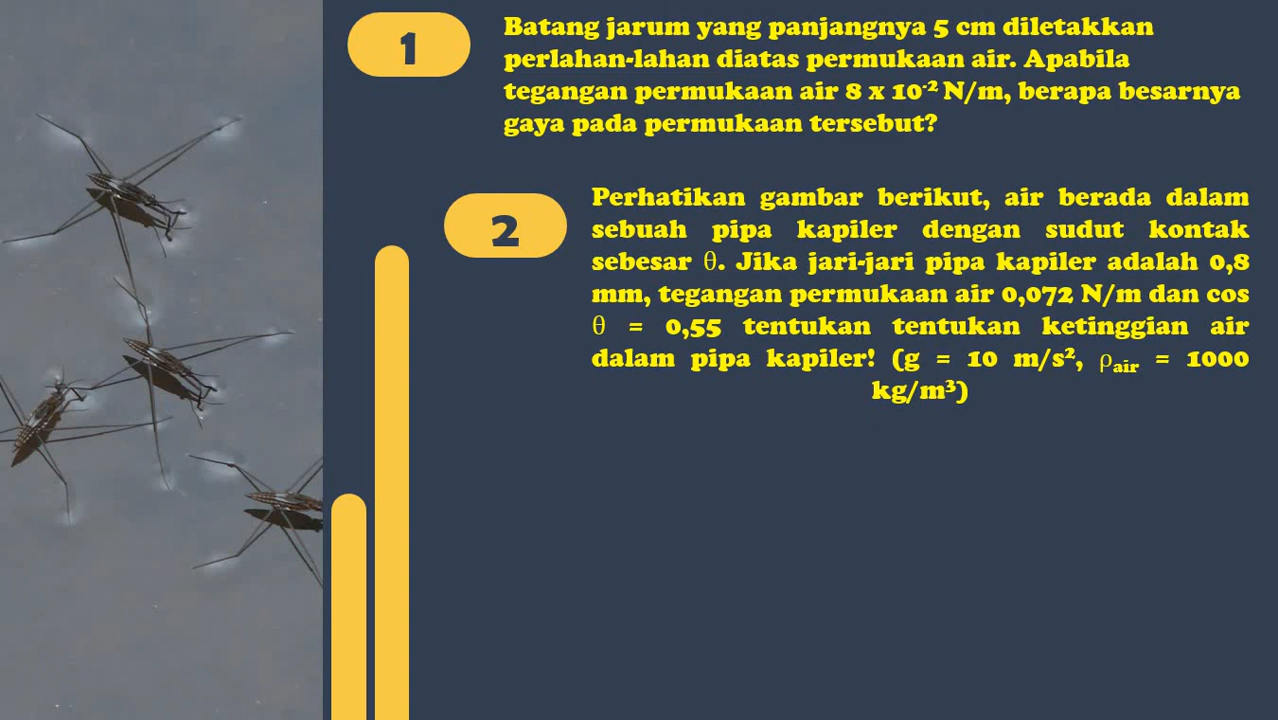 1
Batang jarum yang panjangnya 5 cm diletakkan
perlahan-lahan diatas permukaan air. Apabila
tegangan permukaan air 8 x 10⁻² N/m, berapa besarnya
gaya pada permukaan tersebut?
2
Perhatikan gambar berikut, air berada dalam
sebuah pipa kapiler dengan sudut kontak
sebesar θ. Jika jari-jari pipa kapiler adalah 0,8
mm, tegangan permukaan air 0,072 N/m dan cos
θ = 0,55 tentukan tentukan ketinggian air
dalam pipa kapiler! (g = 10 m/s², ρair = 1000
kg/m³)